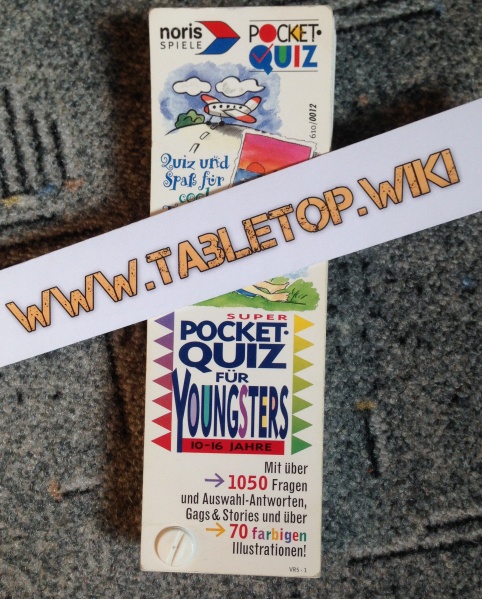 noris
SPIELE
POCKET·
QUIZ
610/0012
Quiz und
Spaß für
WWW.TABLETOP.WIKI
SUPER
POCKET·
QUIZ
FÜR
YOUNGSTERS
10-16 JAHRE
Mit über
→ 1050 Fragen
und Auswahl-Antworten,
Gags & Stories und über
→ 70 farbigen
Illustrationen!
VRS - 1